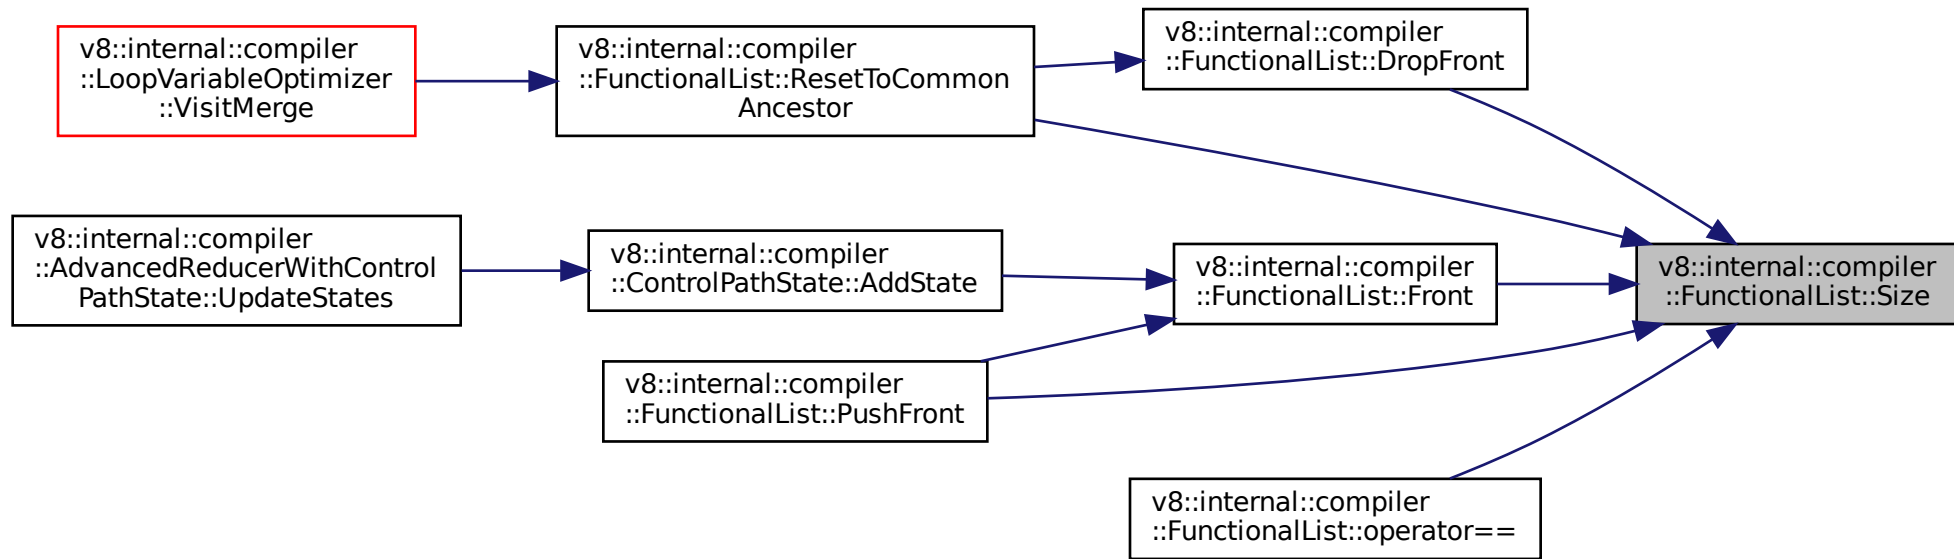 v8::internal::compiler
::LoopVariableOptimizer
::VisitMerge
v8::internal::compiler
::FunctionalList::ResetToCommon
Ancestor
v8::internal::compiler
::FunctionalList::DropFront
v8::internal::compiler
::AdvancedReducerWithControl
PathState::UpdateStates
v8::internal::compiler
::ControlPathState::AddState
v8::internal::compiler
::FunctionalList::Front
v8::internal::compiler
::FunctionalList::Size
v8::internal::compiler
::FunctionalList::PushFront
v8::internal::compiler
::FunctionalList::operator==